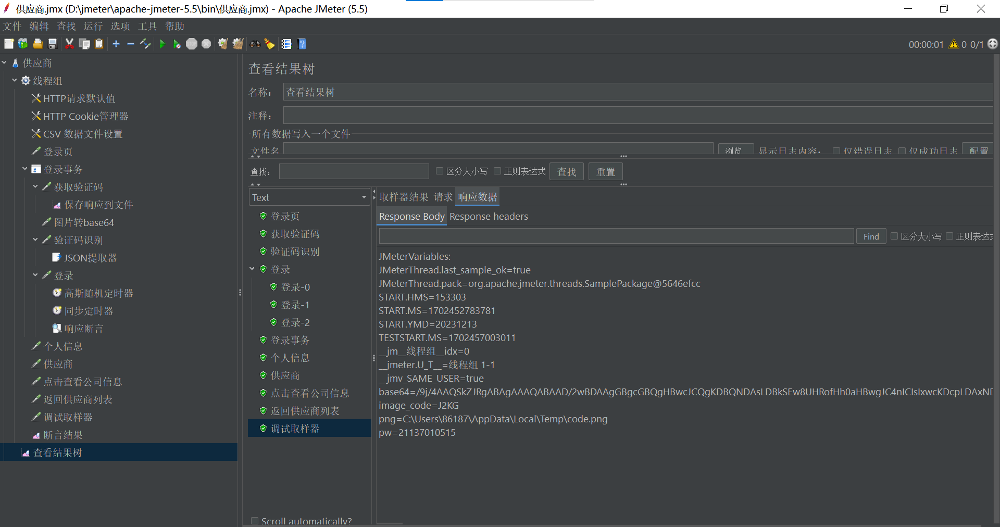 供应商.jmx (D:\jmeter\apache-jmeter-5.5\bin\供应商.jmx) - Apache JMeter (5.5)
文件 编辑 查找 运行 选项 工具 帮助
00:00:01 0 0/1
供应商
线程组
HTTP请求默认值
HTTP Cookie管理器
CSV 数据文件设置
登录页
登录事务
获取验证码
保存响应到文件
图片转base64
验证码识别
JSON提取器
登录
高斯随机定时器
同步定时器
响应断言
个人信息
供应商
点击查看公司信息
返回供应商列表
调试取样器
断言结果
查看结果树
查看结果树
名称: 查看结果树
注释:
所有数据写入一个文件
文件名 浏览... 显示日志内容: 仅错误日志 仅成功日志 配置
查找: 区分大小写 正则表达式 查找 重置
Text
登录页
获取验证码
验证码识别
登录
登录-0
登录-1
登录-2
登录事务
个人信息
供应商
点击查看公司信息
返回供应商列表
调试取样器
Scroll automatically?
取样器结果 请求 响应数据
Response Body Response headers
Find 区分大小写 正则表达式
JMeterVariables:
JMeterThread.last_sample_ok=true
JMeterThread.pack=org.apache.jmeter.threads.SamplePackage@5646efcc
START.HMS=153303
START.MS=1702452783781
START.YMD=20231213
TESTSTART.MS=1702457003011
__jm__线程组__idx=0
__jmeter.U_T__=线程组 1-1
__jmv_SAME_USER=true
base64=/9j/4AAQSkZJRgABAgAAAQABAAD/2wBDAAgGBgcGBQgHBwcJCQgKDBQNDAsLDBkSEw8UHRofHh0aHBwgJC4nICIsIxwcKDcpLDAxND
image_code=J2KG
png=C:\Users\86187\AppData\Local\Temp\code.png
pw=21137010515